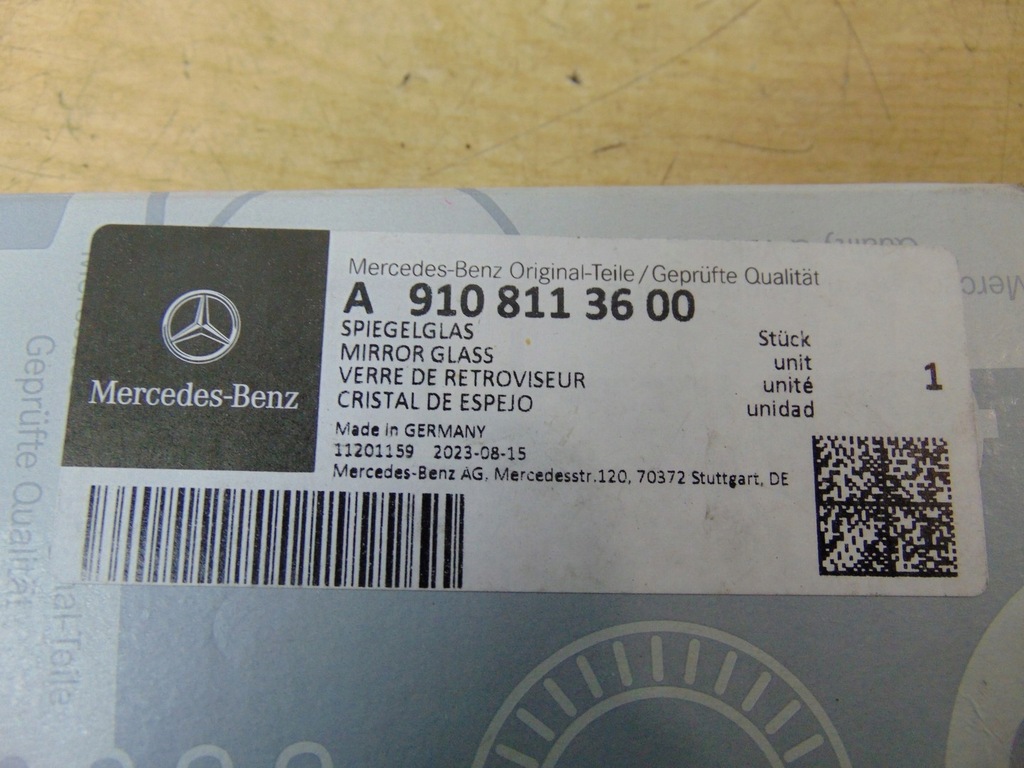 Mercedes-Benz Original-Teile/Geprüfte Qualität
A 910 811 36 00
SPIEGELGLAS
MIRROR GLASS
VERRE DE RETROVISEUR
CRISTAL DE ESPEJO
Stück
unit
unité
unidad
1
Made in GERMANY
11201159 2023-08-15
Mercedes-Benz AG, Mercedesstr.120, 70372 Stuttgart, DE
Mercedes-Benz
Geprüfte Qualität